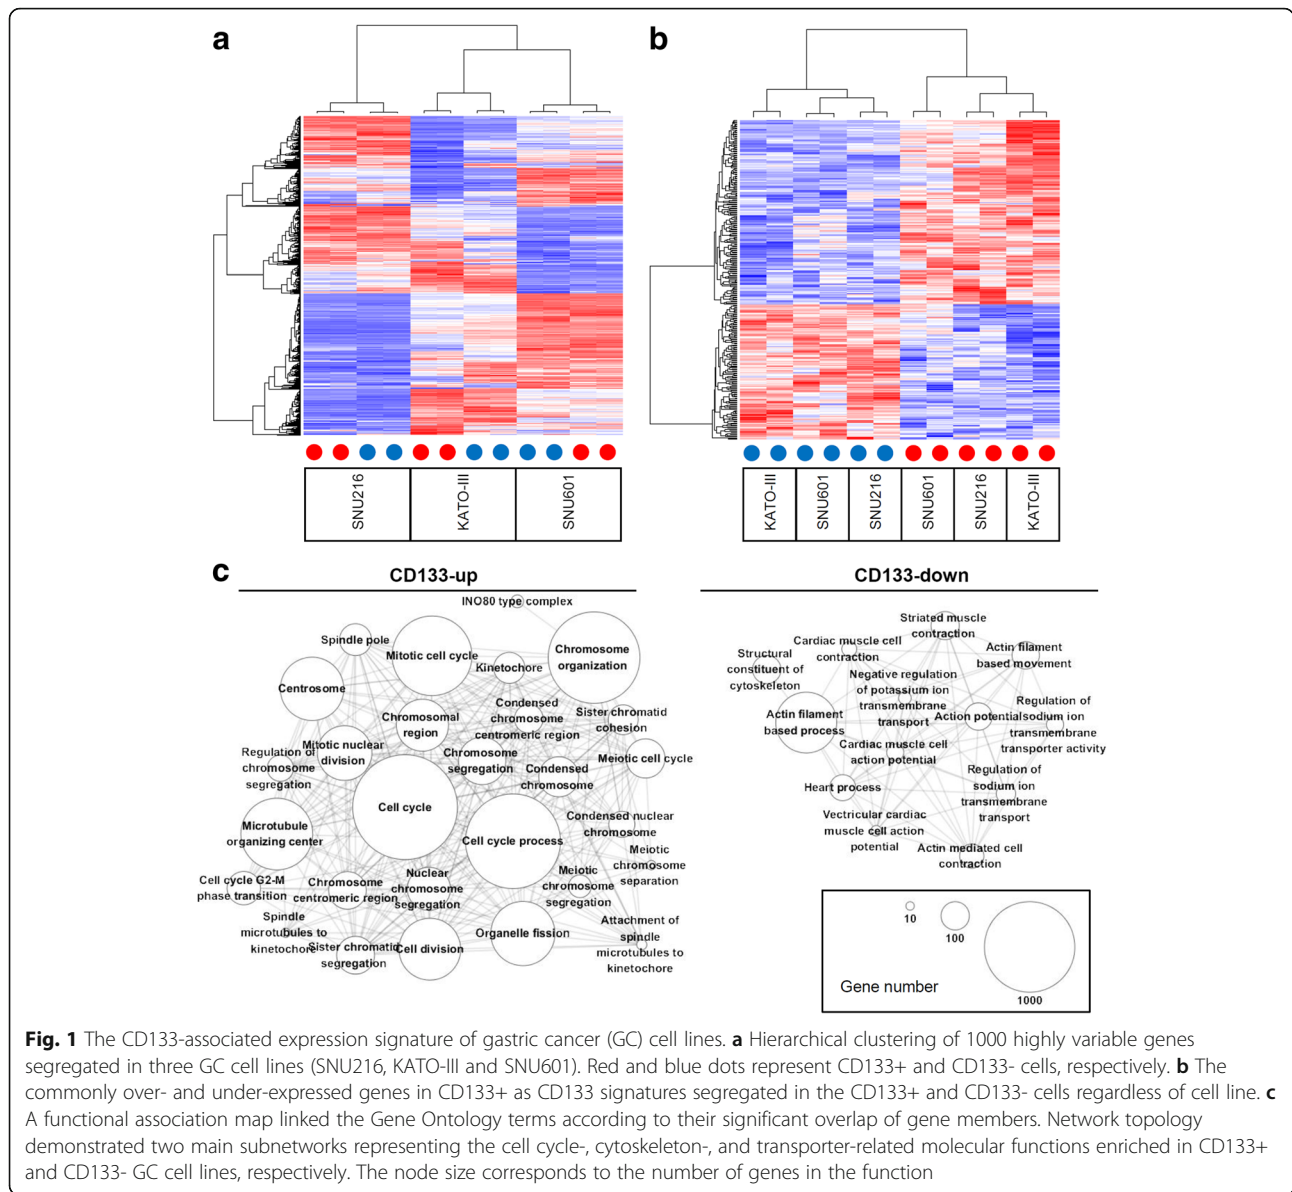 a
SNU216
KATO-III
SNU601
b
KATO-III
SNU601
SNU216
SNU601
SNU216
KATO-III
c
CD133-up
INO80 type complex
Spindle pole
Mitotic cell cycle
Kinetochore
Chromosome
organization
Centrosome
Chromosomal
region
Condensed
chromosome
centromeric region
Sister chromatid
cohesion
Mitotic nuclear
division
Regulation of
chromosome
segregation
Chromosome
segregation
Condensed
chromosome
Meiotic cell cycle
Cell cycle
Cell cycle process
Microtubule
organizing center
Condensed nuclear
chromosome
Meiotic
chromosome
separation
Cell cycle G2-M
phase transition
Chromosome
centromeric region
Nuclear
chromosome
segregation
Meiotic
chromosome
segregation
Spindle
microtubules to
kinetochore
Sister chromatid
segregation
Cell division
Organelle fission
Attachment of
spindle
microtubules to
kinetochore
CD133-down
Striated muscle
contraction
Cardiac muscle cell
contraction
Actin filament
based movement
Structural
constituent of
cytoskeleton
Negative regulation
of potassium ion
transmembrane
transport
Actin filament
based process
Action potential
Regulation of
sodium ion
transmembrane
transporter activity
Cardiac muscle cell
action potential
Heart process
Regulation of
sodium ion
transmembrane
transport
Vectricular cardiac
muscle cell action
potential
Actin mediated cell
contraction
10
100
1000
Gene number
Fig. 1 The CD133-associated expression signature of gastric cancer (GC) cell lines. a Hierarchical clustering of 1000 highly variable genes
segregated in three GC cell lines (SNU216, KATO-III and SNU601). Red and blue dots represent CD133+ and CD133- cells, respectively. b The
commonly over- and under-expressed genes in CD133+ as CD133 signatures segregated in the CD133+ and CD133- cells regardless of cell line. c
A functional association map linked the Gene Ontology terms according to their significant overlap of gene members. Network topology
demonstrated two main subnetworks representing the cell cycle-, cytoskeleton-, and transporter-related molecular functions enriched in CD133+
and CD133- GC cell lines, respectively. The node size corresponds to the number of genes in the function